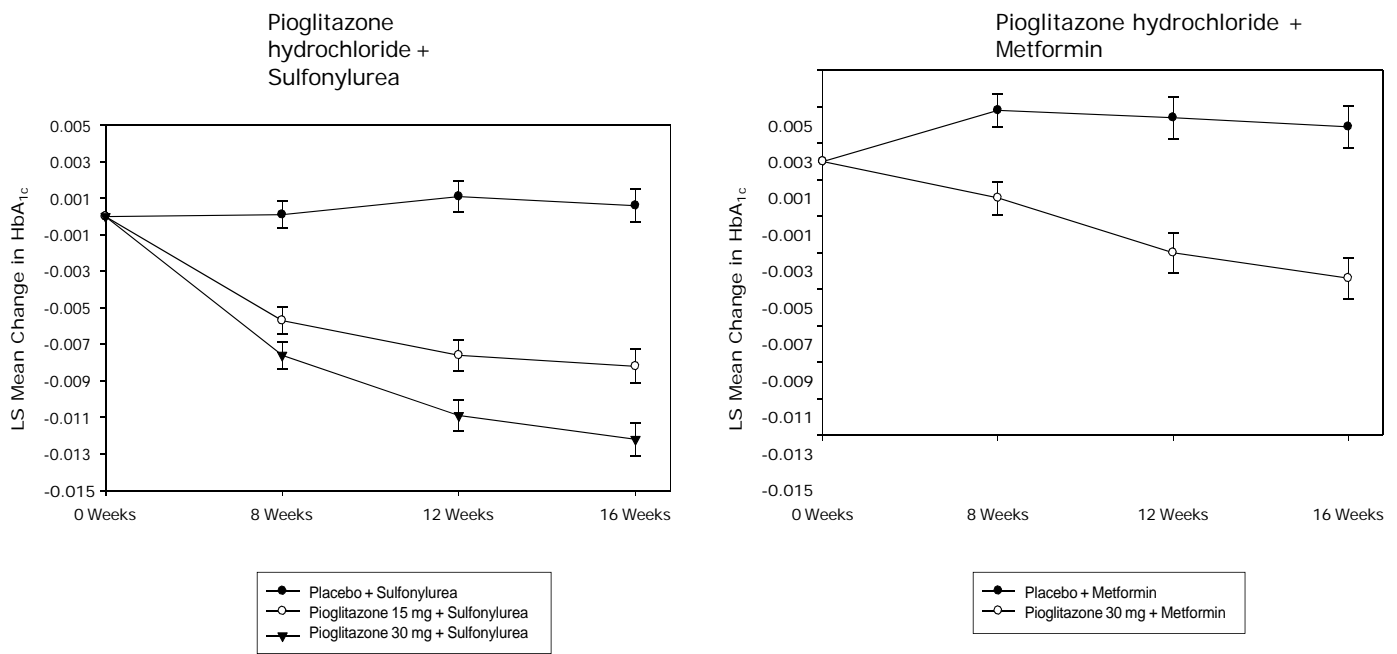 Pioglitazone
hydrochloride +
Sulfonylurea
0.005
0.003
0.001
-0.001
-0.003
-0.005
-0.007
-0.009
-0.011
-0.013
-0.015
LS Mean Change in HbA1c
0 Weeks
8 Weeks
12 Weeks
16 Weeks
Placebo + Sulfonylurea
Pioglitazone 15 mg + Sulfonylurea
Pioglitazone 30 mg + Sulfonylurea
Pioglitazone hydrochloride +
Metformin
0.005
0.003
0.001
-0.001
-0.003
-0.005
-0.007
-0.009
-0.011
-0.013
-0.015
LS Mean Change in HbA1c
0 Weeks
8 Weeks
12 Weeks
16 Weeks
Placebo + Metformin
Pioglitazone 30 mg + Metformin